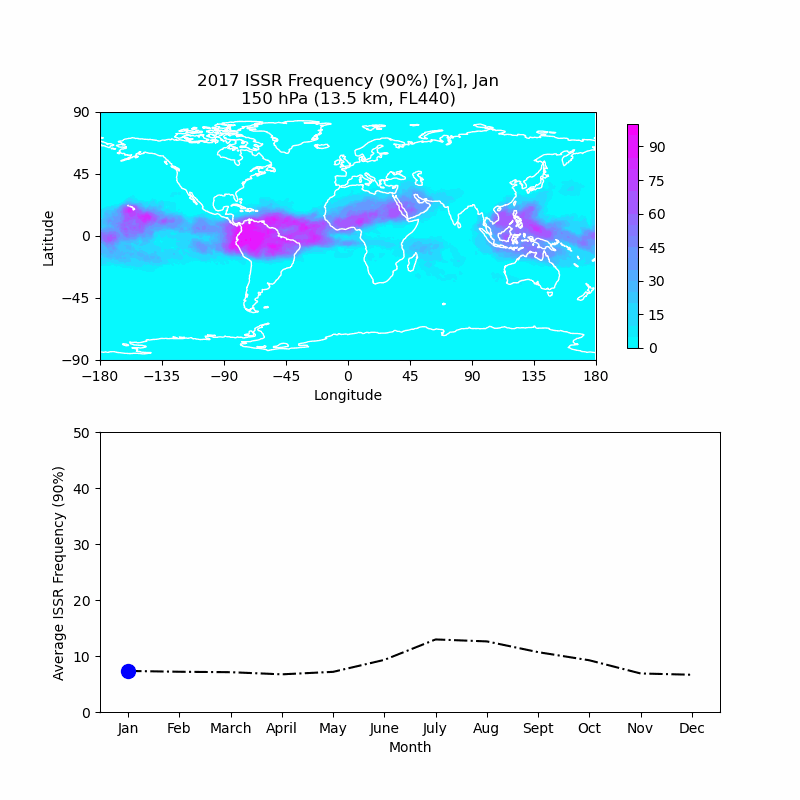 2017 ISSR Frequency (90%) [%], Jan
150 hPa (13.5 km, FL440)
90
45
0
−45
−90
Latitude
−180 −135 −90 −45 0 45 90 135 180
Longitude
90
75
60
45
30
15
0
50
40
30
20
10
0
Average ISSR Frequency (90%)
Jan Feb March April May June July Aug Sept Oct Nov Dec
Month